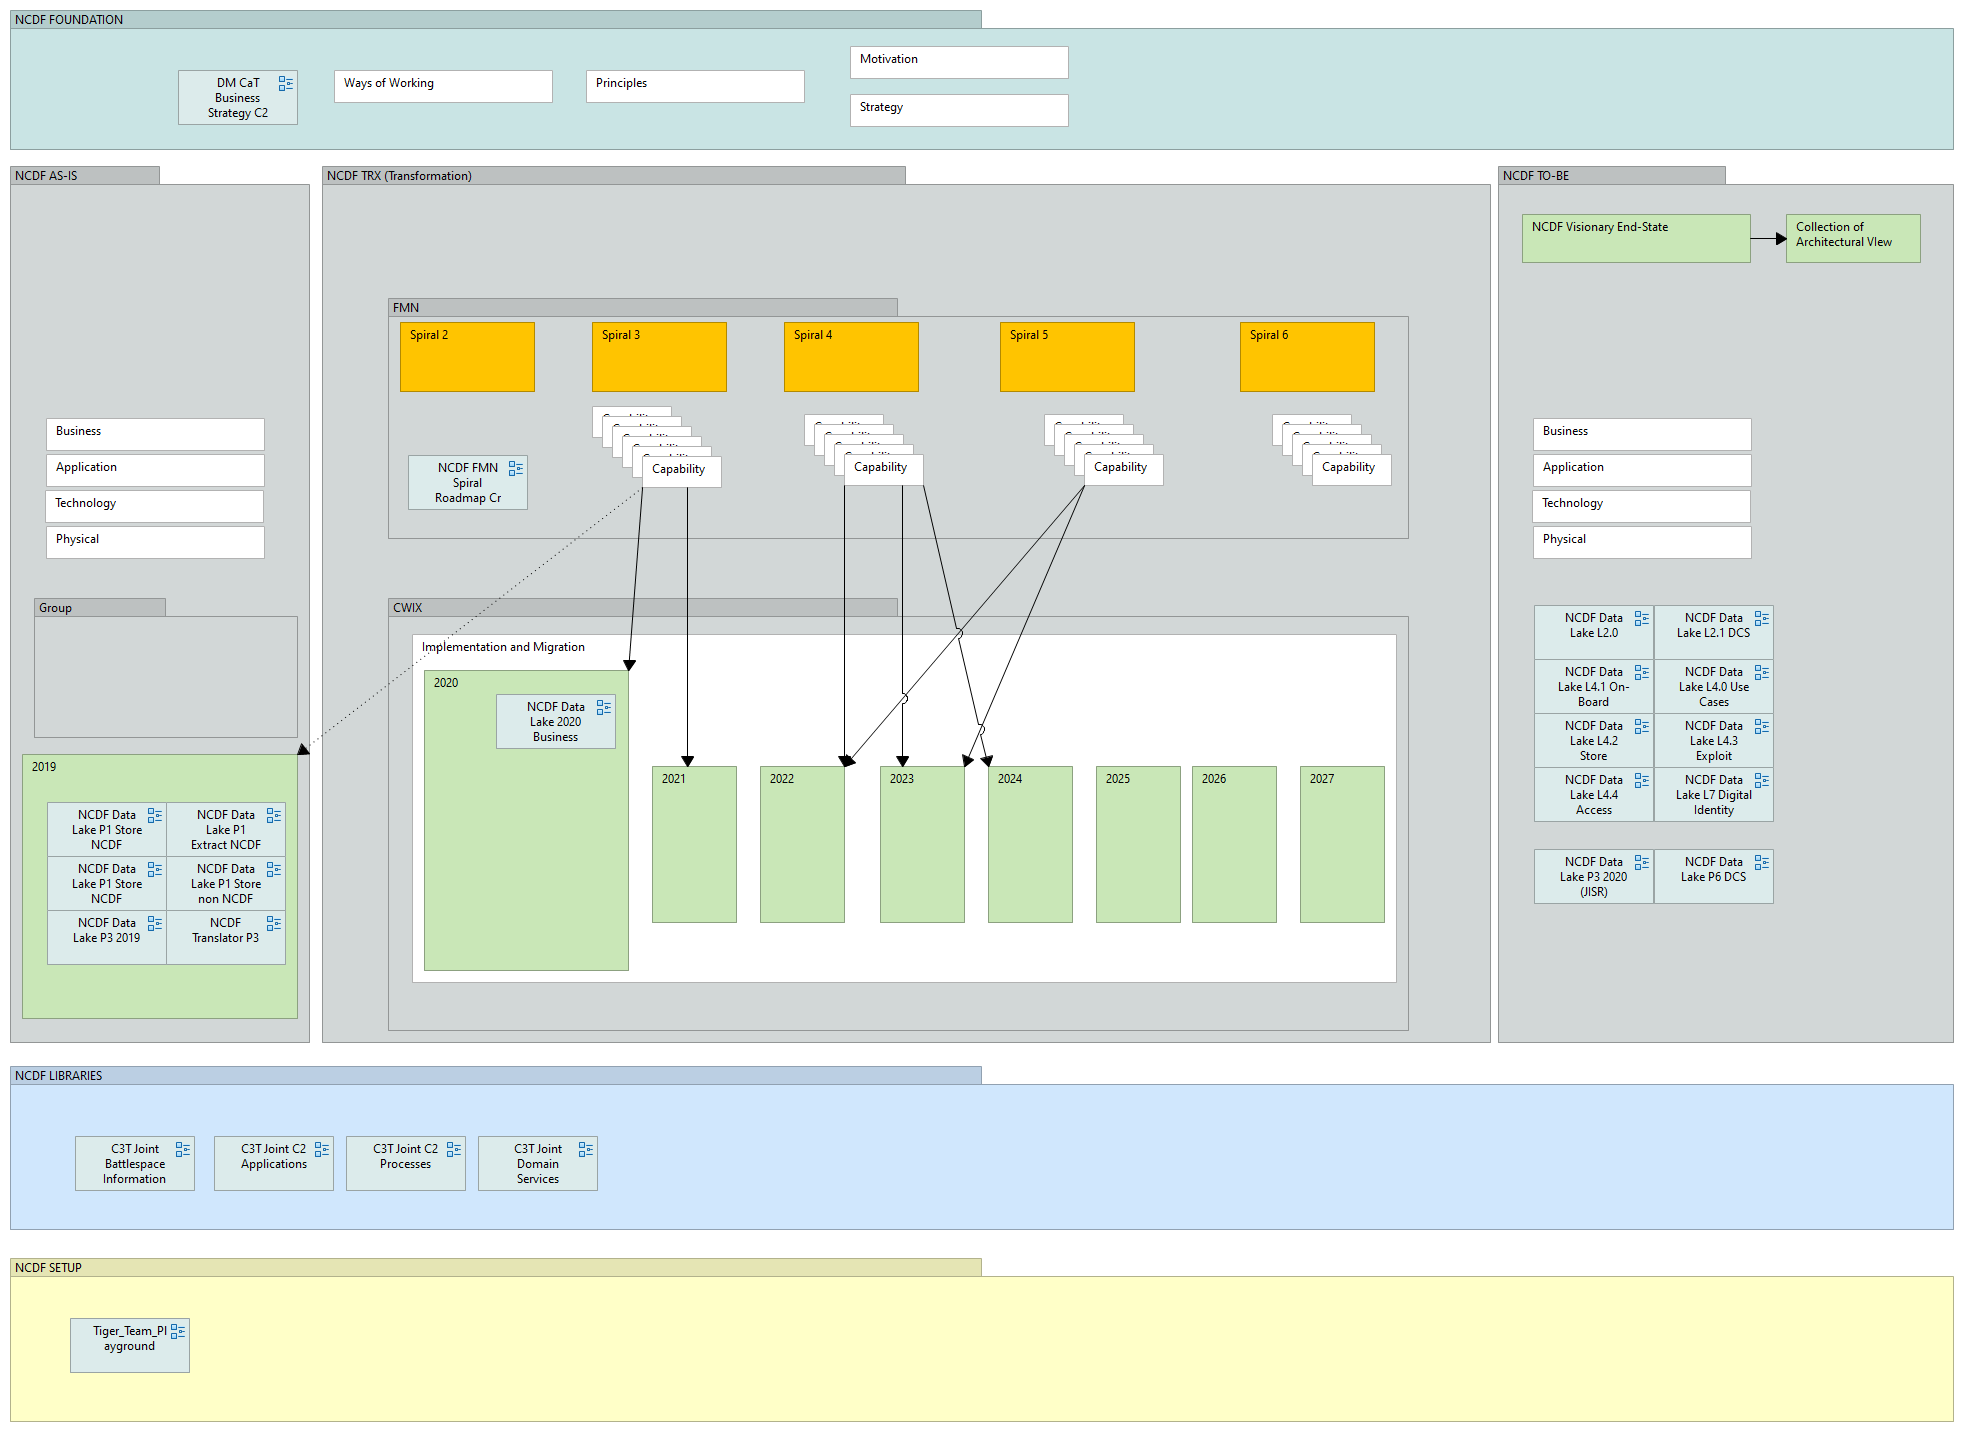 NCDF FOUNDATION
DM CaT
Business
Strategy C2
Ways of Working
Principles
Motivation
Strategy
NCDF AS-IS
Business
Application
Technology
Physical
Group
2019
NCDF Data
Lake P1 Store
NCDF
NCDF Data
Lake P1
Extract NCDF
NCDF Data
Lake P1 Store
NCDF
NCDF Data
Lake P1 Store
non NCDF
NCDF Data
Lake P3 2019
NCDF
Translator P3
NCDF TRX (Transformation)
FMN
Spiral 2
Spiral 3
Spiral 4
Spiral 5
Spiral 6
NCDF FMN
Spiral
Roadmap Cr
Capability
Capability
Capability
Capability
CWIX
Implementation and Migration
2020
NCDF Data
Lake 2020
Business
2021
2022
2023
2024
2025
2026
2027
NCDF TO-BE
NCDF Visionary End-State
Collection of
Architectural VIew
Business
Application
Technology
Physical
NCDF Data
Lake L2.0
NCDF Data
Lake L2.1 DCS
NCDF Data
Lake L4.1 On-
Board
NCDF Data
Lake L4.0 Use
Cases
NCDF Data
Lake L4.2
Store
NCDF Data
Lake L4.3
Exploit
NCDF Data
Lake L4.4
Access
NCDF Data
Lake L7 Digital
Identity
NCDF Data
Lake P3 2020
(JISR)
NCDF Data
Lake P6 DCS
NCDF LIBRARIES
C3T Joint
Battlespace
Information
C3T Joint C2
Applications
C3T Joint C2
Processes
C3T Joint
Domain
Services
NCDF SETUP
Tiger_Team_Pl
ayground